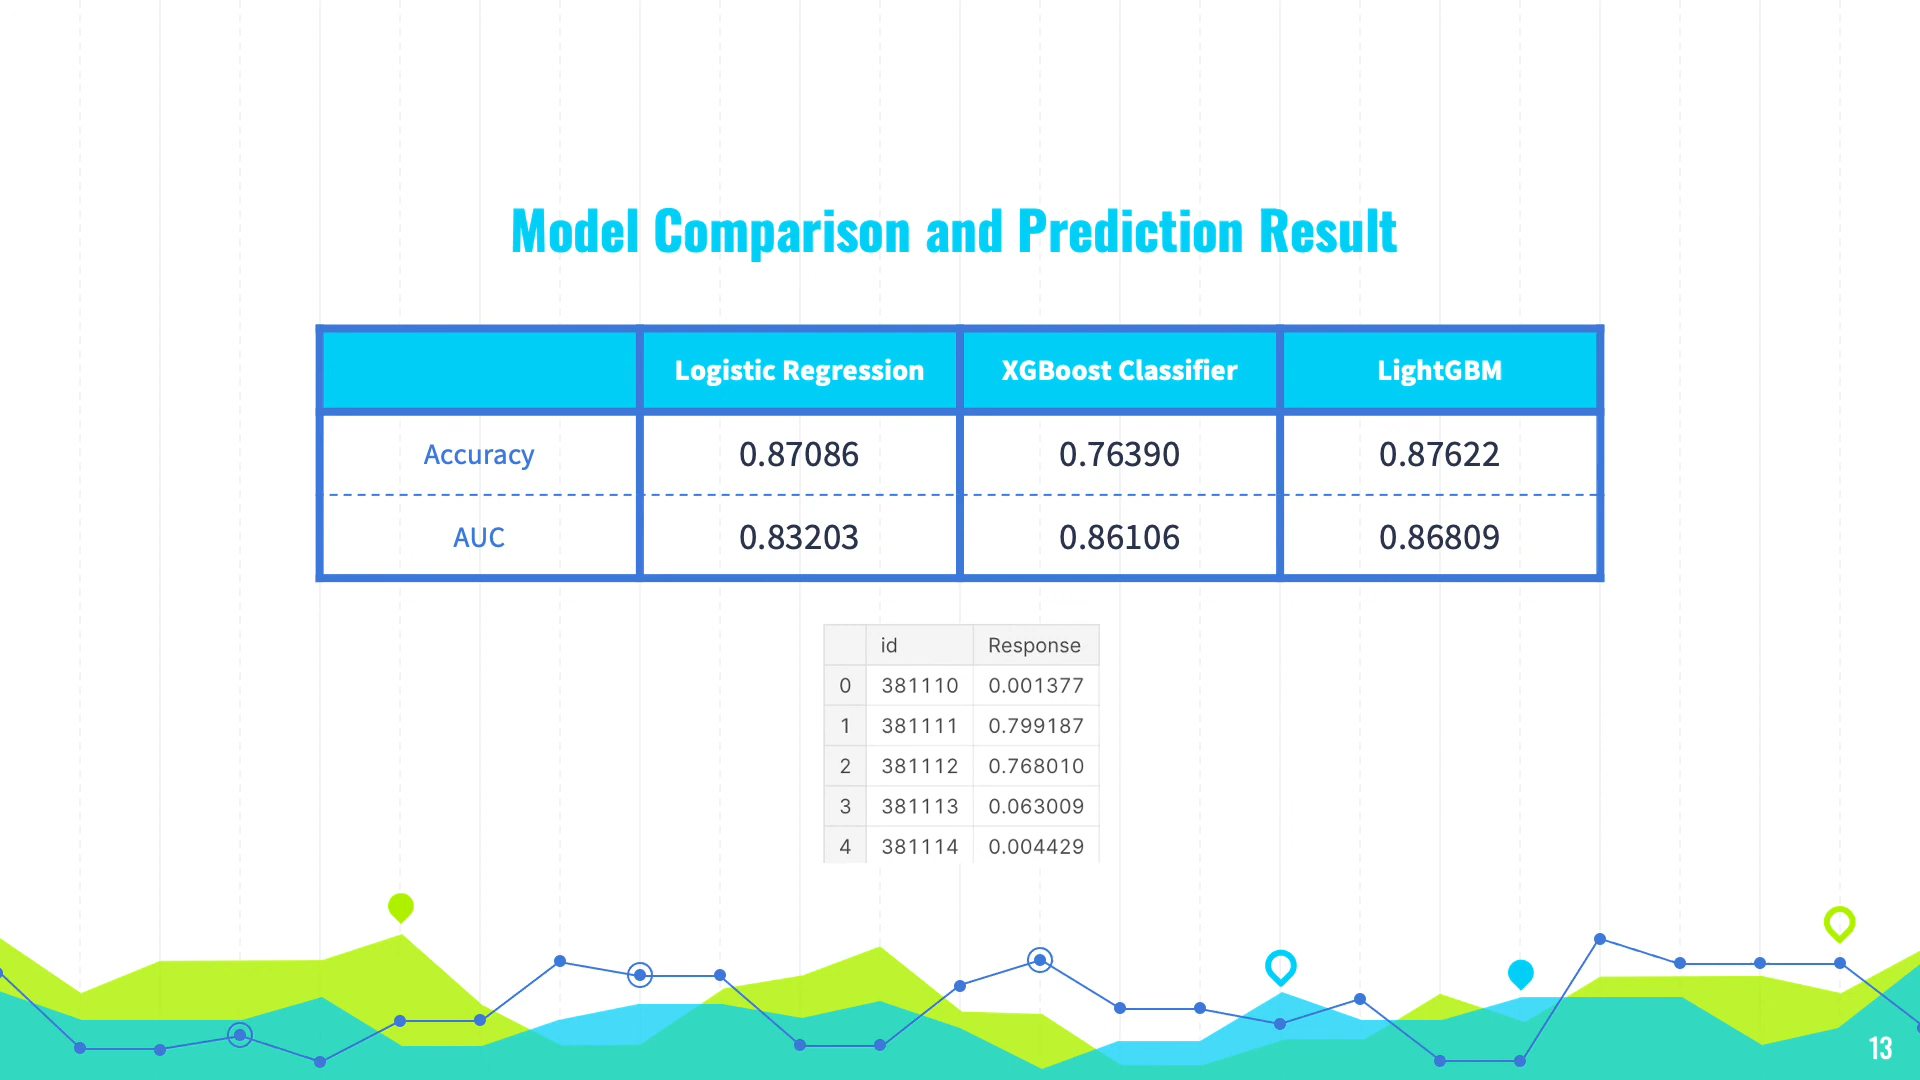 Model Comparison and Prediction Result
Logistic Regression XGBoost Classifier LightGBM
Accuracy 0.87086 0.76390 0.87622
AUC 0.83203 0.86106 0.86809
id Response
0 381110 0.001377
1 381111 0.799187
2 381112 0.768010
3 381113 0.063009
4 381114 0.004429
13